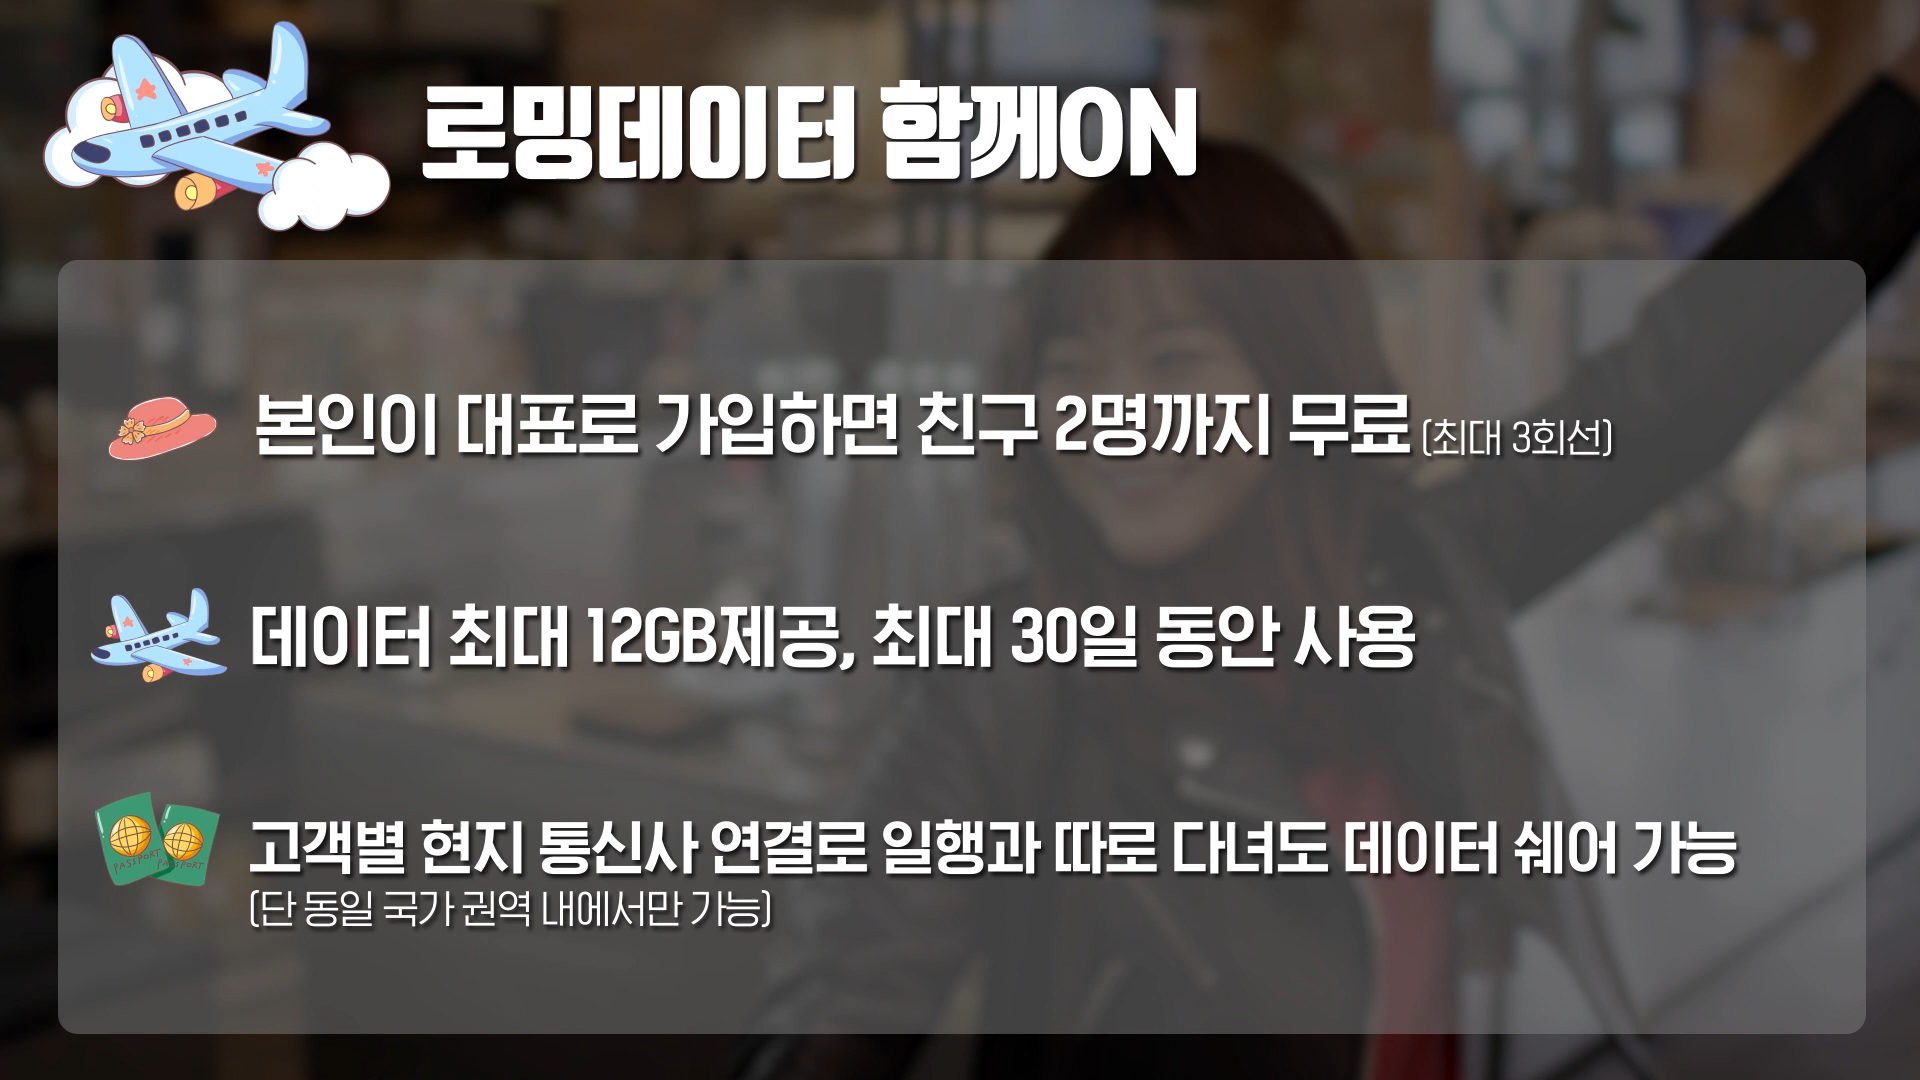 로밍데이터 함께ON
본인이 대표로 가입하면 친구 2명까지 무료 (최대 3회선)
데이터 최대 12GB제공, 최대 30일 동안 사용
PASSPORT PASSPORT
고객별 현지 통신사 연결로 일행과 따로 다녀도 데이터 쉐어 가능
(단 동일 국가 권역 내에서만 가능)